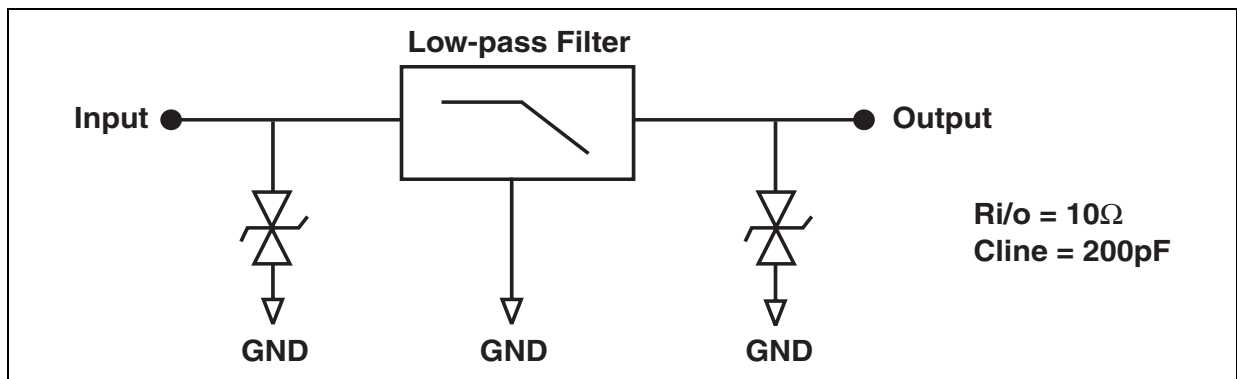 Low-pass Filter
Input
Output
Ri/o = 10Ω
Cline = 200pF
GND
GND
GND